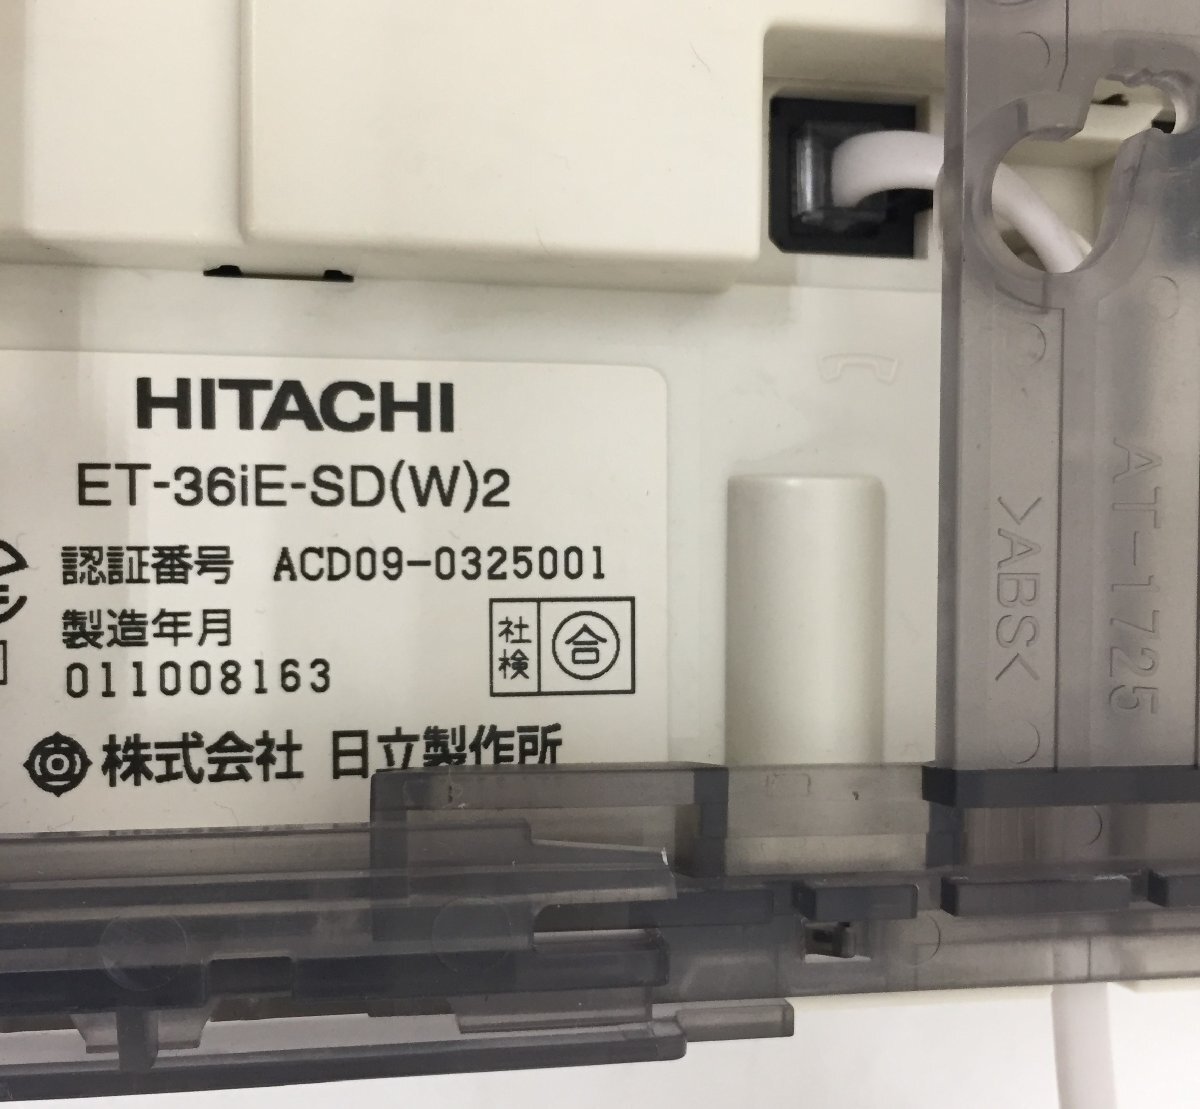 HITACHI
ET-36iE-SD(W)2
認証番号 ACD09-0325001
製造年月
011008163
社検 合
株式会社 日立製作所
>ABS<
AT-1725